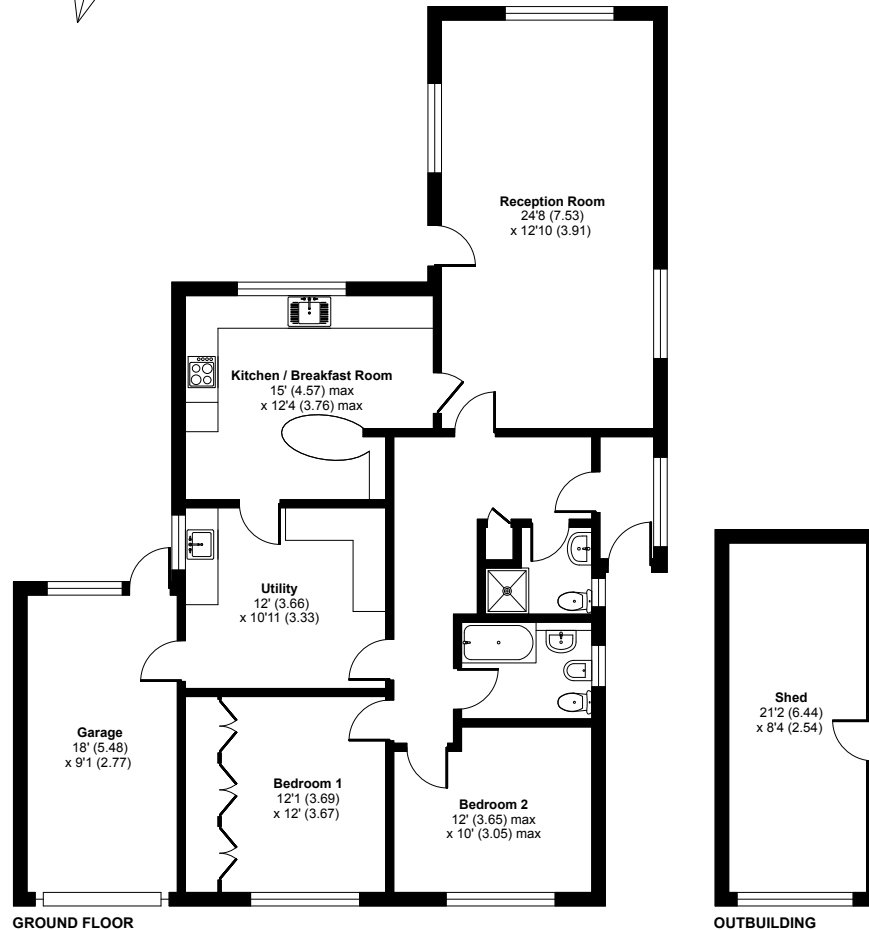 Reception Room
24'8 (7.53)
x 12'10 (3.91)
Kitchen / Breakfast Room
15' (4.57) max
x 12'4 (3.76) max
Utility
12' (3.66)
x 10'11 (3.33)
Garage
18' (5.48)
x 9'1 (2.77)
Bedroom 1
12'1 (3.69)
x 12' (3.67)
Bedroom 2
12' (3.65) max
x 10' (3.05) max
Shed
21'2 (6.44)
x 8'4 (2.54)
GROUND FLOOR
OUTBUILDING